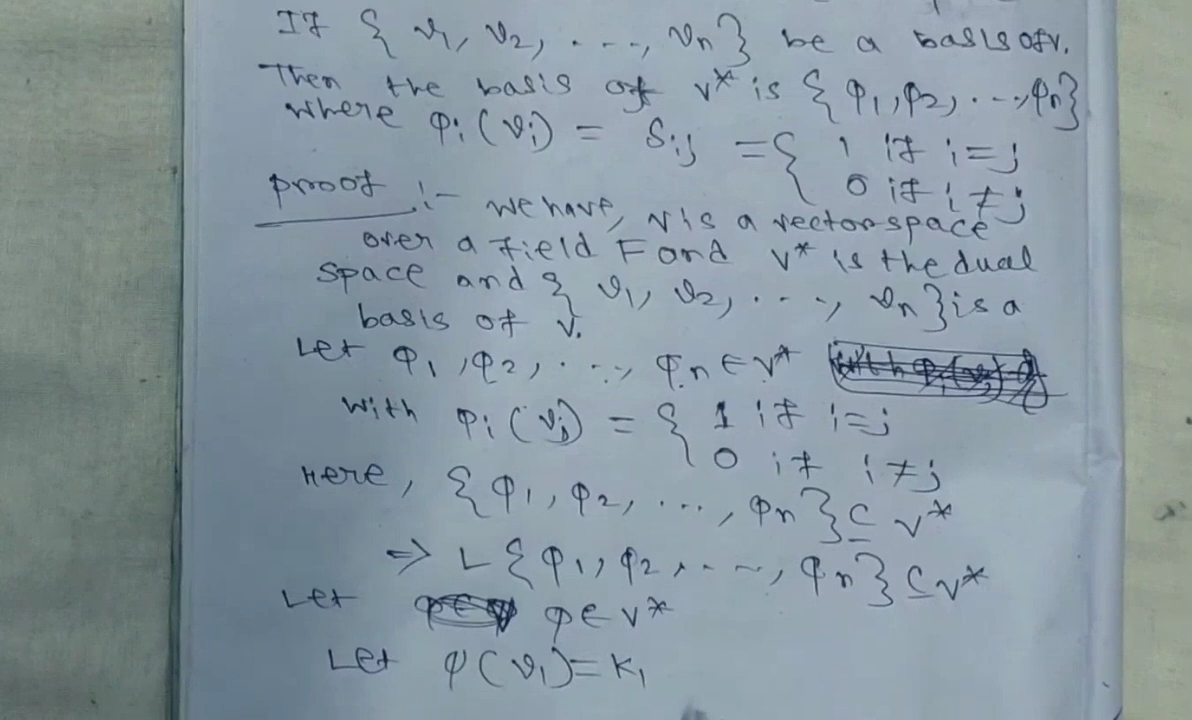 If { v₁, v₂, ..., vₙ} be a basis of v.
Then the basis of v* is { φ₁, φ₂, ..., φₙ}
where φᵢ(vⱼ) = δᵢⱼ = { 1 if i=j
0 if i≠j
proof :- we have, v is a vector space
over a field F and v* is the dual
space and { v₁, v₂, ..., vₙ} is a
basis of v.
Let φ₁, φ₂, ..., φₙ ∈ v*
with φᵢ(vⱼ) = { 1 if i=j
0 if i≠j
Here, { φ₁, φ₂, ..., φₙ} ⊆ v*
⇒ L { φ₁, φ₂, ..., φₙ} ⊆ v*
Let φ ∈ v*
Let φ(v₁) = k₁